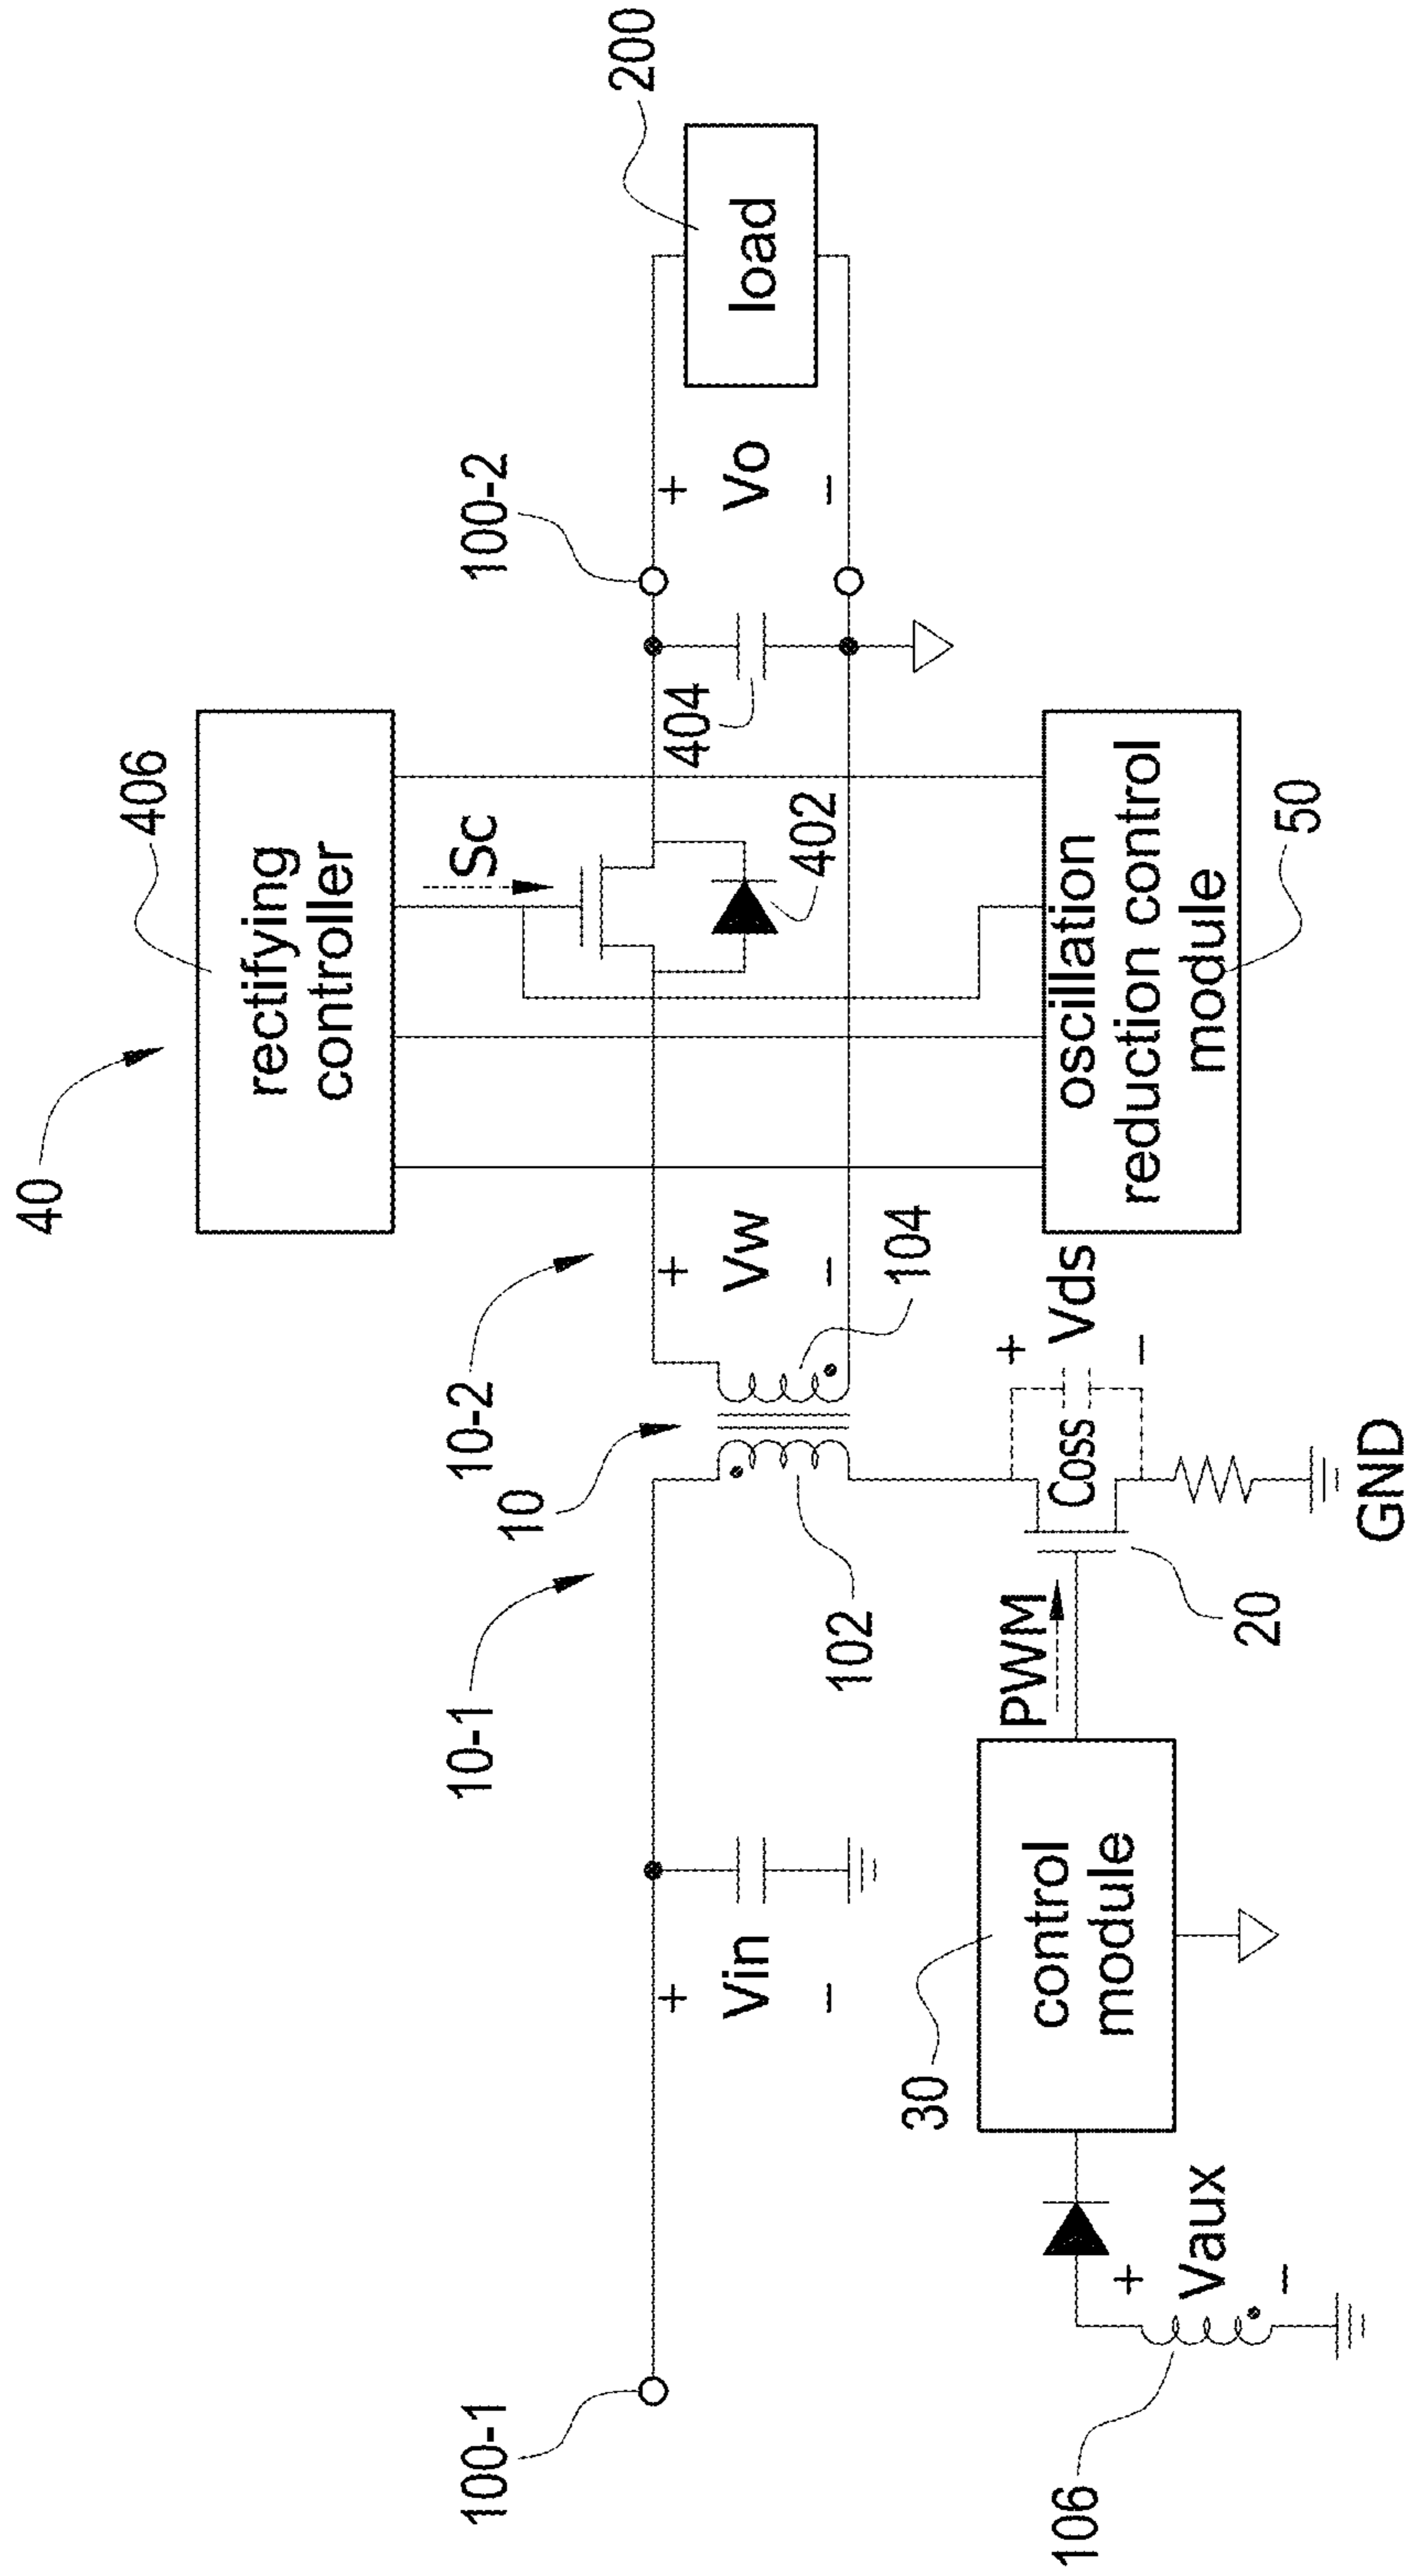 40
406
rectifying
controller
Sc
10-1
10-2
10
100-1
100-2
+
Vin
−
+
Vw
−
402
404
+
Vo
−
load
200
102
104
oscillation
reduction control
module
50
30
control
module
PWM
20
Coss
+
Vds
−
GND
106
+
Vaux
−